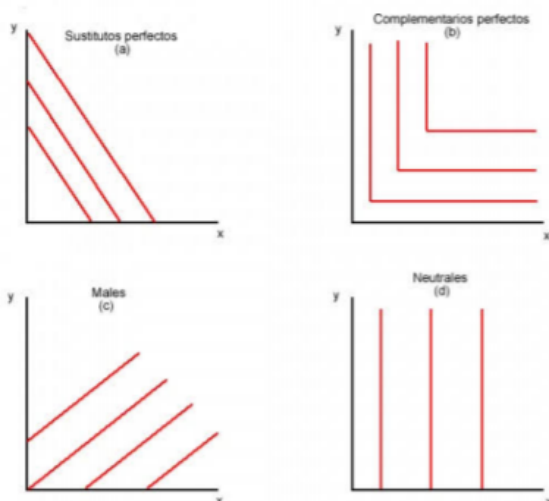 y
Sustitutos perfectos
(a)
x
Complementarios perfectos
(b)
y
x
y
Males
(c)
x
Neutrales
y
(d)
x